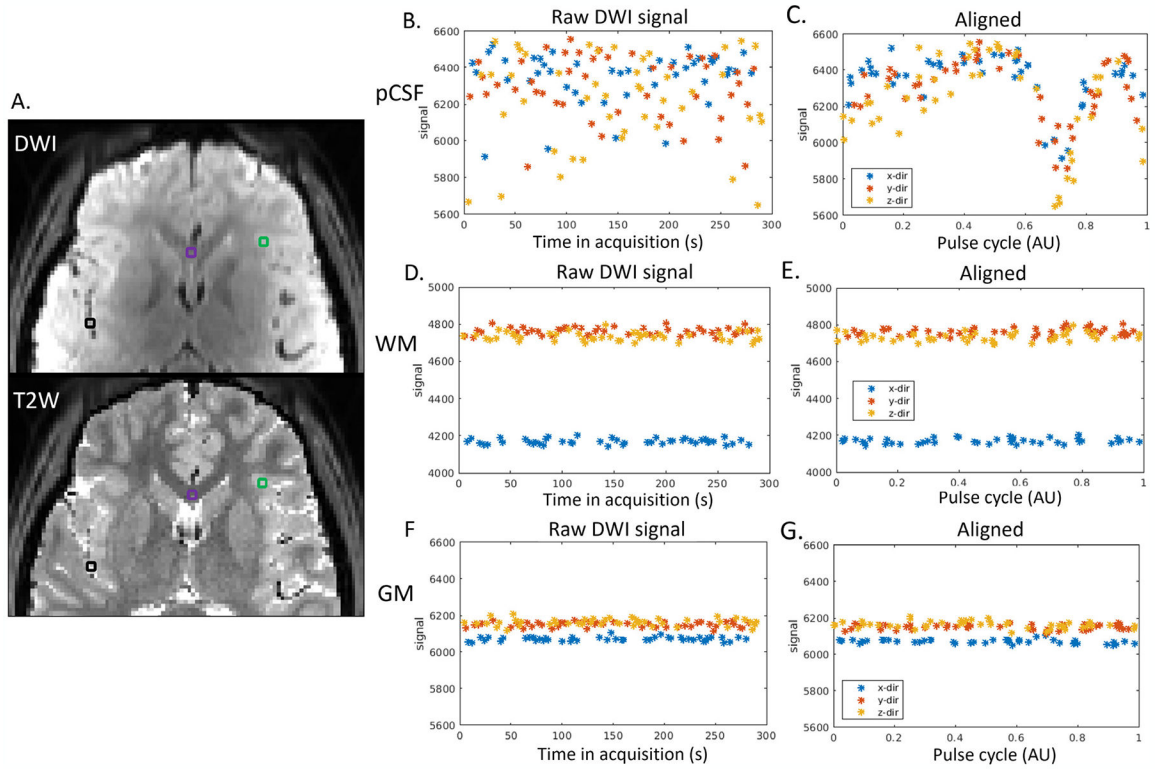 A.
DWI
T2W
B.
Raw DWI signal
pCSF
signal
6600
6400
6200
6000
5800
5600
0 50 100 150 200 250 300
Time in acquisition (s)
C.
Aligned
signal
6600
6400
6200
6000
5800
5600
x-dir
y-dir
z-dir
0 0.2 0.4 0.6 0.8 1
Pulse cycle (AU)
D.
Raw DWI signal
WM
signal
5000
4800
4600
4400
4200
4000
0 50 100 150 200 250 300
Time in acquisition (s)
E.
Aligned
signal
5000
4800
4600
4400
4200
4000
x-dir
y-dir
z-dir
0 0.2 0.4 0.6 0.8 1
Pulse cycle (AU)
F.
Raw DWI signal
GM
signal
6600
6400
6200
6000
5800
5600
0 50 100 150 200 250 300
Time in acquisition (s)
G.
Aligned
signal
6600
6400
6200
6000
5800
5600
x-dir
y-dir
z-dir
0 0.2 0.4 0.6 0.8 1
Pulse cycle (AU)